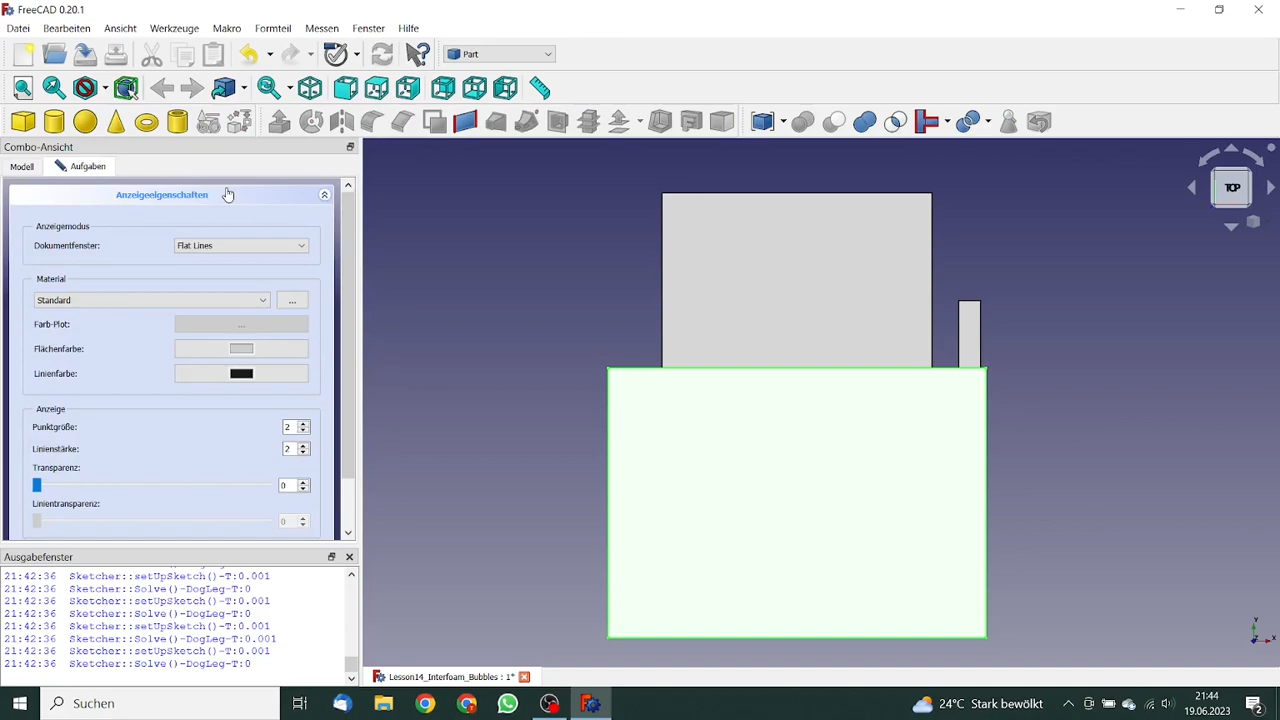 FreeCAD 0.20.1
Datei Bearbeiten Ansicht Werkzeuge Makro Formteil Messen Fenster Hilfe
Part
Combo-Ansicht
Modell Aufgaben
Anzeigeeigenschaften
Anzeigemodus
Dokumentfenster: Flat Lines
Material
Standard ...
Farb-Plot: ...
Flächenfarbe:
Linienfarbe:
Anzeige
Punktgröße: 2
Linienstärke: 2
Transparenz:
0
Linientransparenz:
0
TOP
Ausgabefenster
21:42:36 Sketcher::setUpSketch()-T:0.001
21:42:36 Sketcher::Solve()-DogLeg-T:0
21:42:36 Sketcher::setUpSketch()-T:0.001
21:42:36 Sketcher::Solve()-DogLeg-T:0
21:42:36 Sketcher::setUpSketch()-T:0.001
21:42:36 Sketcher::Solve()-DogLeg-T:0.001
21:42:36 Sketcher::setUpSketch()-T:0.001
21:42:36 Sketcher::Solve()-DogLeg-T:0
Y
X
Lesson14_Interfoam_Bubbles : 1*
Suchen
24°C Stark bewölkt
21:44
19.06.2023
2